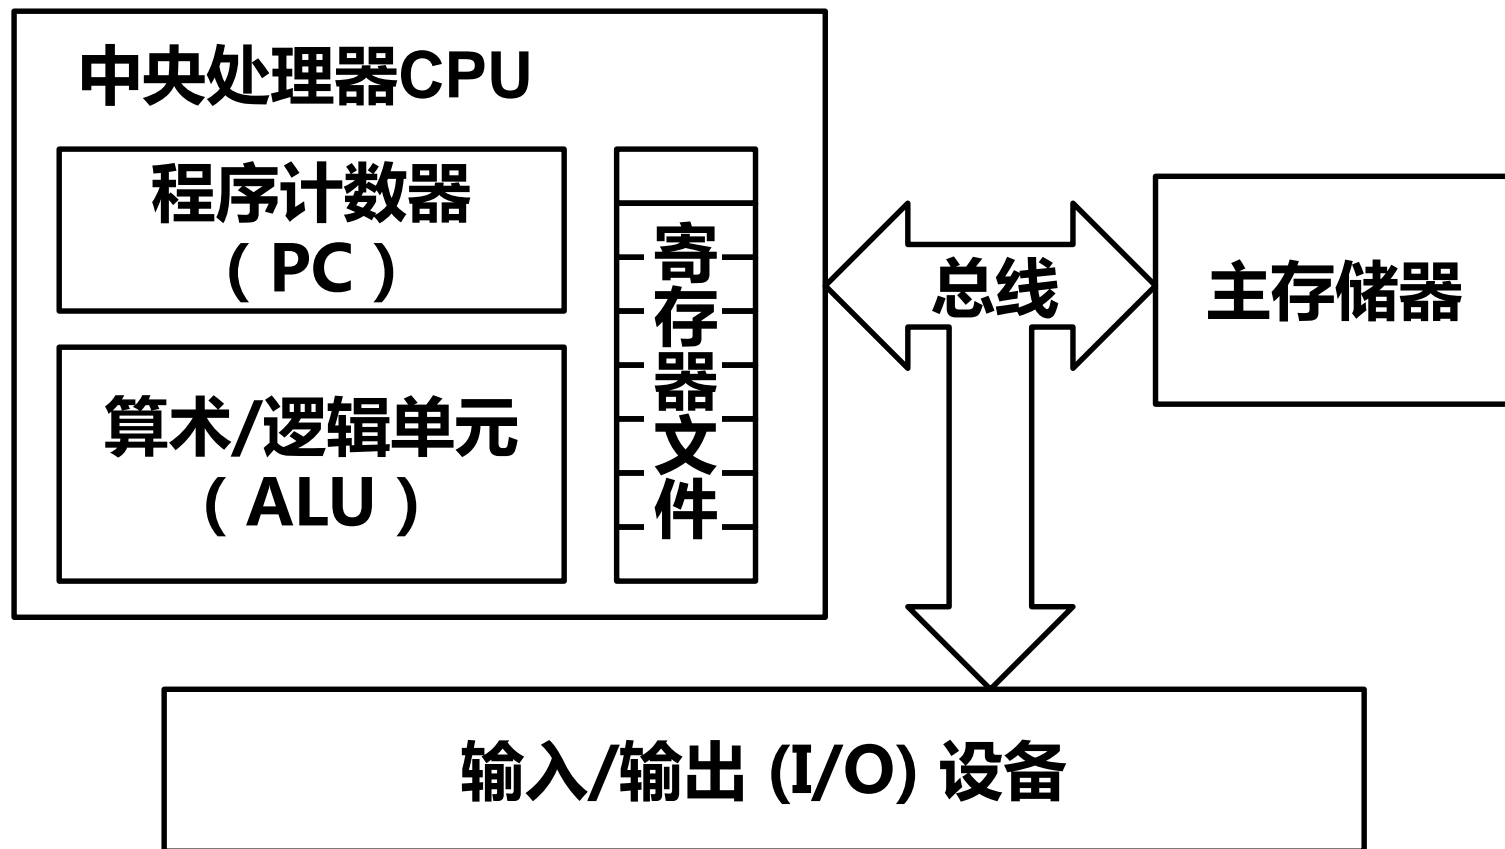 中央处理器CPU
程序计数器
（PC）
算术/逻辑单元
（ALU）
寄存器文件
总线
主存储器
输入/输出 (I/O) 设备